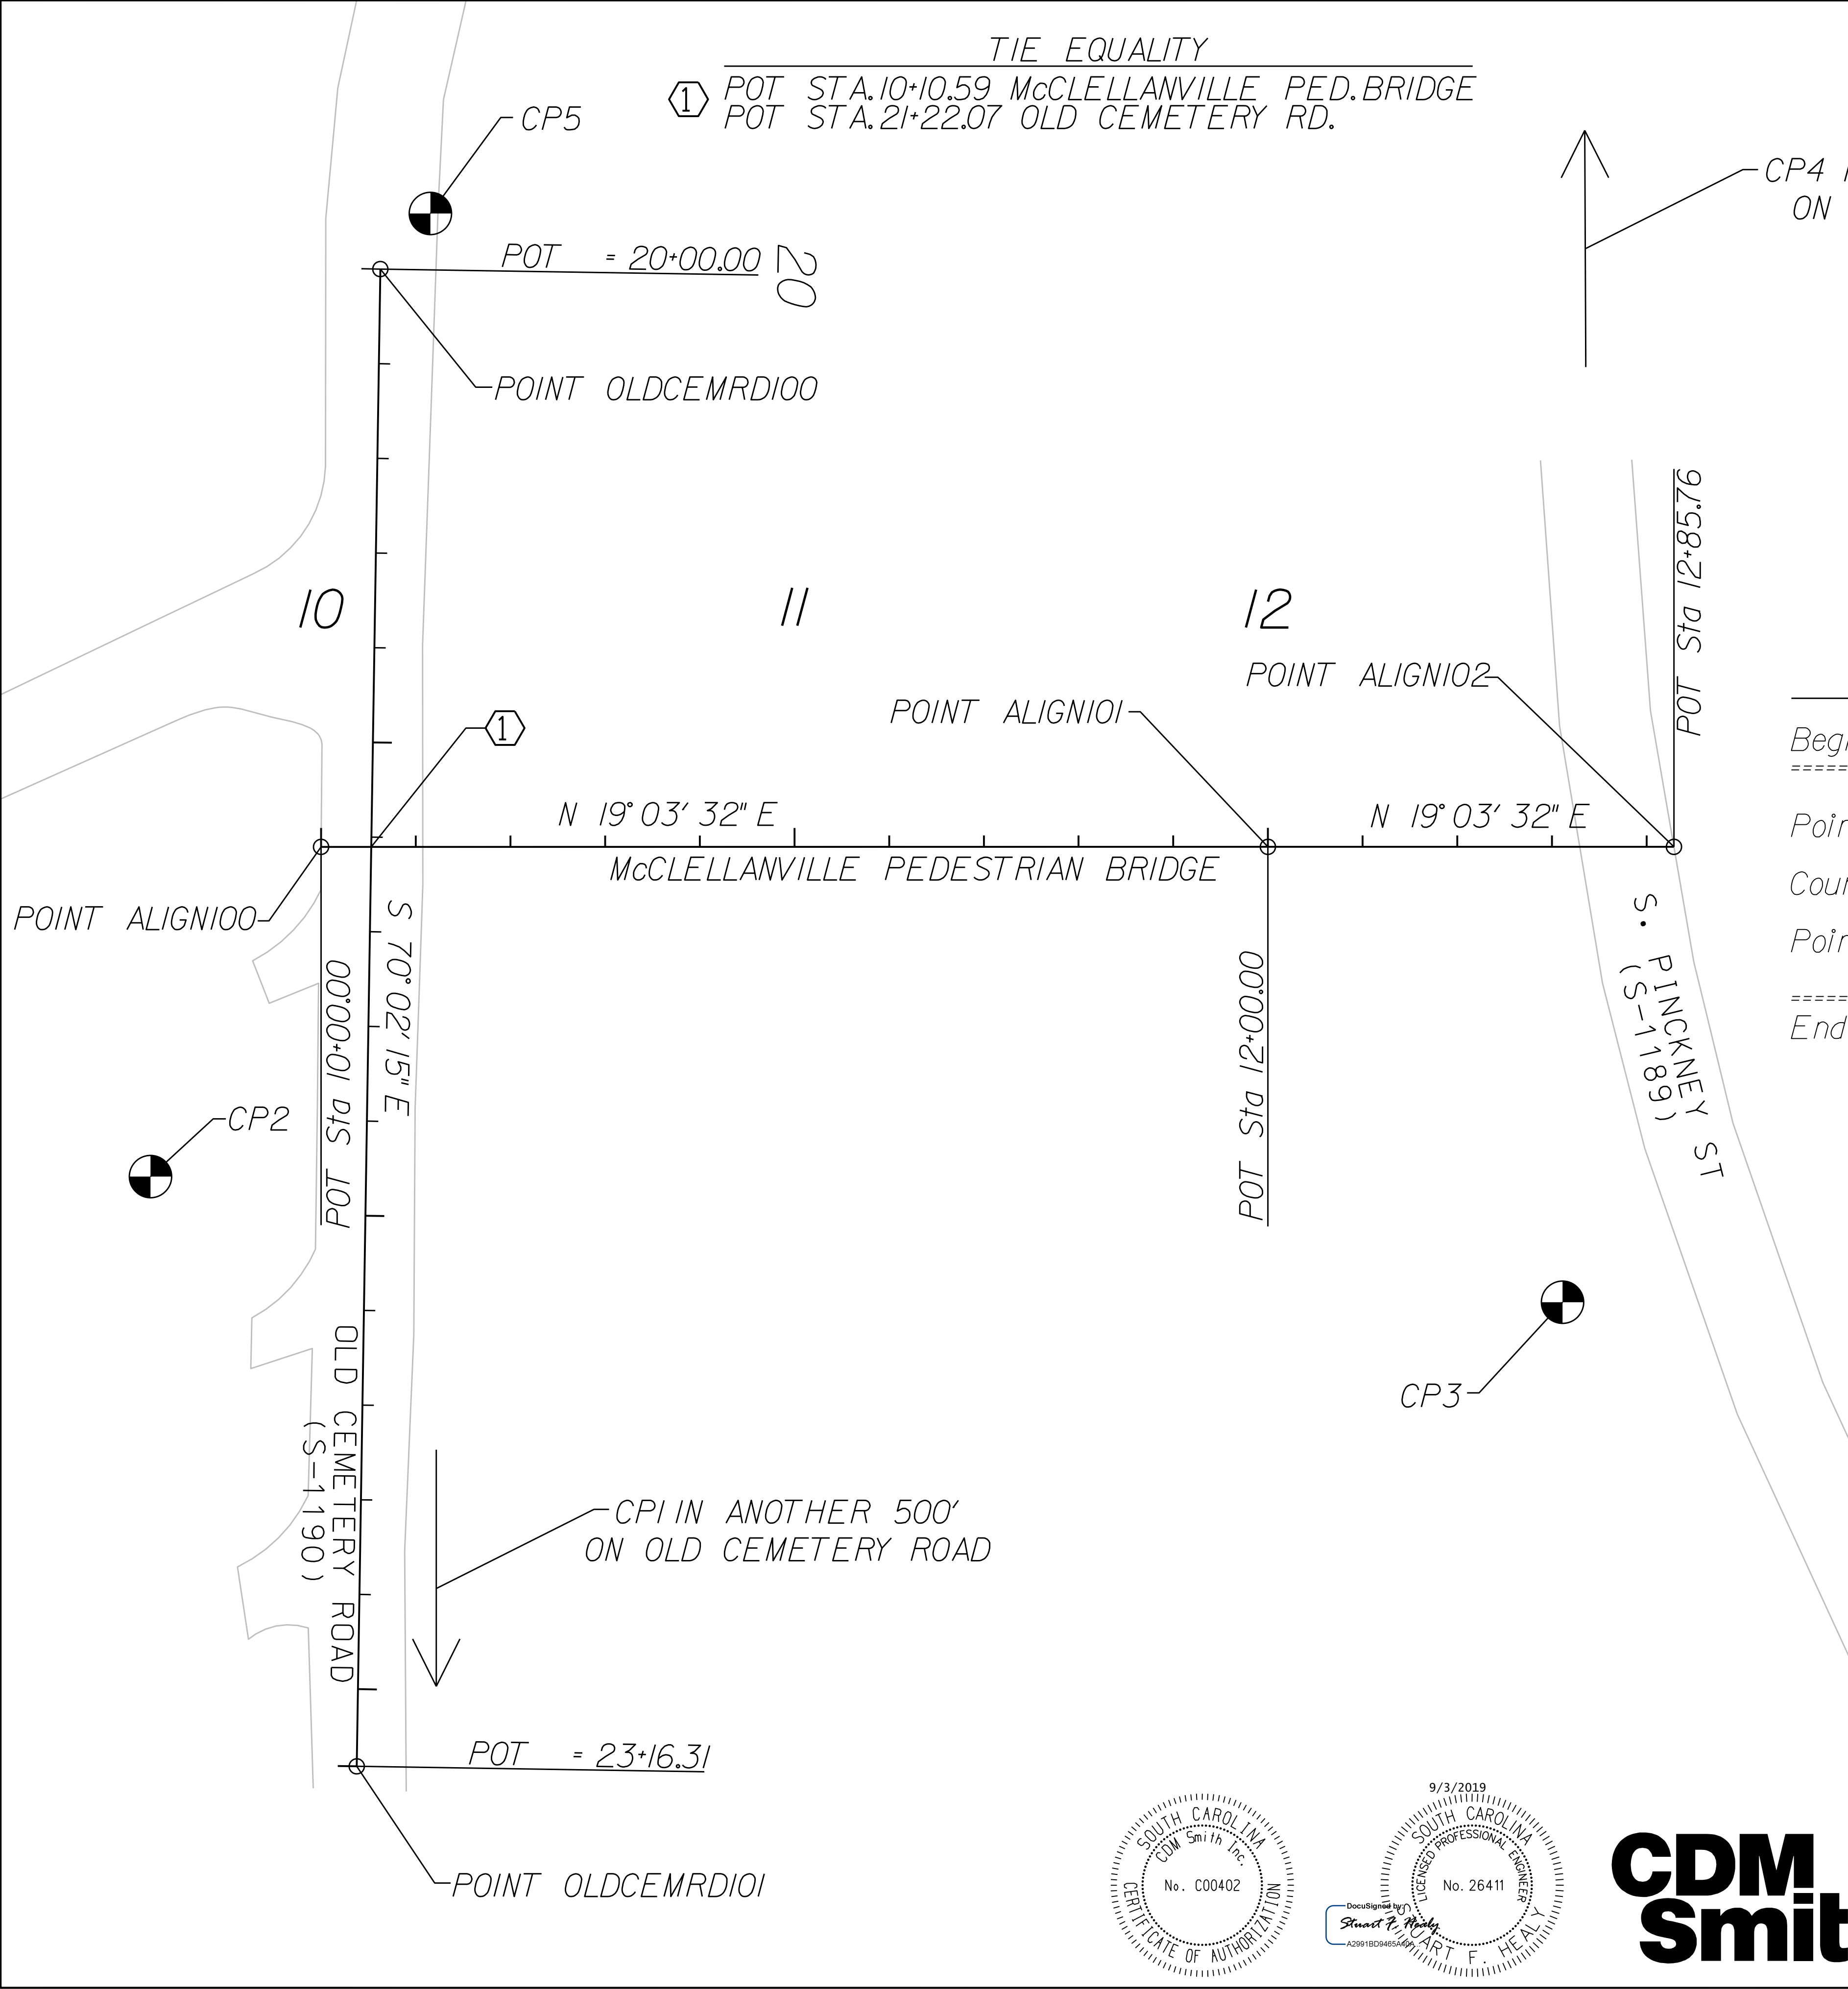 TIE EQUALITY
1
POT STA. 10+10.59 McCLELLANVILLE PED. BRIDGE
POT STA. 21+22.07 OLD CEMETERY RD.
CP5
CP4
ON
POT = 20+00.00
20
POINT OLDCEMRD100
POT Sta 12+85.76
10
11
12
POINT ALIGN102
POINT ALIGN101
1
N 19° 03' 32" E
N 19° 03' 32" E
McCLELLANVILLE PEDESTRIAN BRIDGE
POINT ALIGN100
POT Sta 10+00.00
S 70° 02' 15" E
POT Sta 12+00.00
S. PINCKNEY ST
(S-1189)
CP2
CP3
OLD CEMETERY ROAD
(S-1190)
CP1 IN ANOTHER 500'
ON OLD CEMETERY ROAD
POT = 23+16.31
POINT OLDCEMRD101
Beg
======
Poin
Cour
Poin
======
End
SOUTH CAROLINA
CDM Smith Inc.
No. C00402
CERTIFICATE OF AUTHORIZATION
9/3/2019
SOUTH CAROLINA
LICENSED PROFESSIONAL ENGINEER
No. 26411
STUART F. HEALY
DocuSigned by:
Stuart F. Healy
CDM
Smit